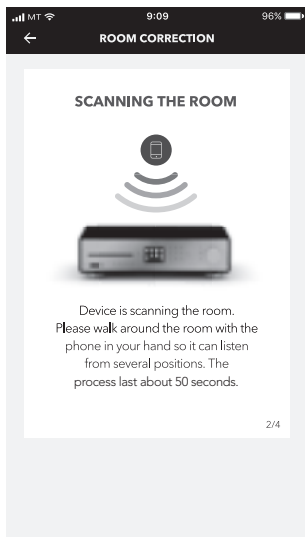 MT 9:09 96%
ROOM CORRECTION
SCANNING THE ROOM
Device is scanning the room.
Please walk around the room with the
phone in your hand so it can listen
from several positions. The
process last about 50 seconds.
2/4